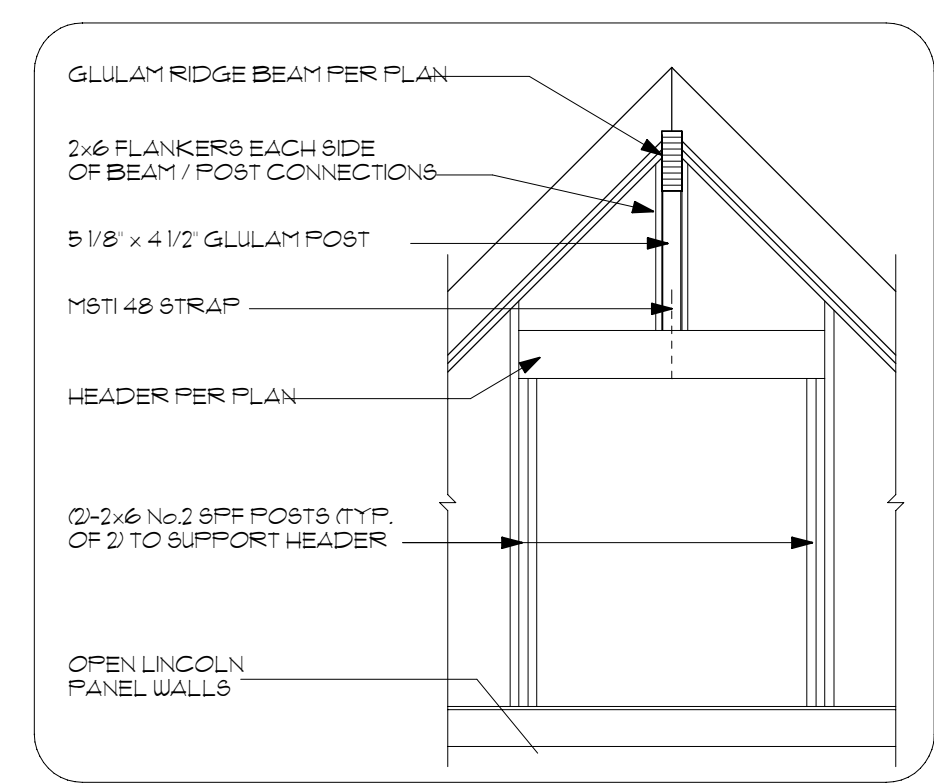 GLULAM RIDGE BEAM PER PLAN
2x6 FLANKERS EACH SIDE
OF BEAM / POST CONNECTIONS
5 1/8" x 4 1/2" GLULAM POST
MSTI 48 STRAP
HEADER PER PLAN
(2)-2x6 No.2 SPF POSTS (TYP.
OF 2) TO SUPPORT HEADER
OPEN LINCOLN
PANEL WALLS